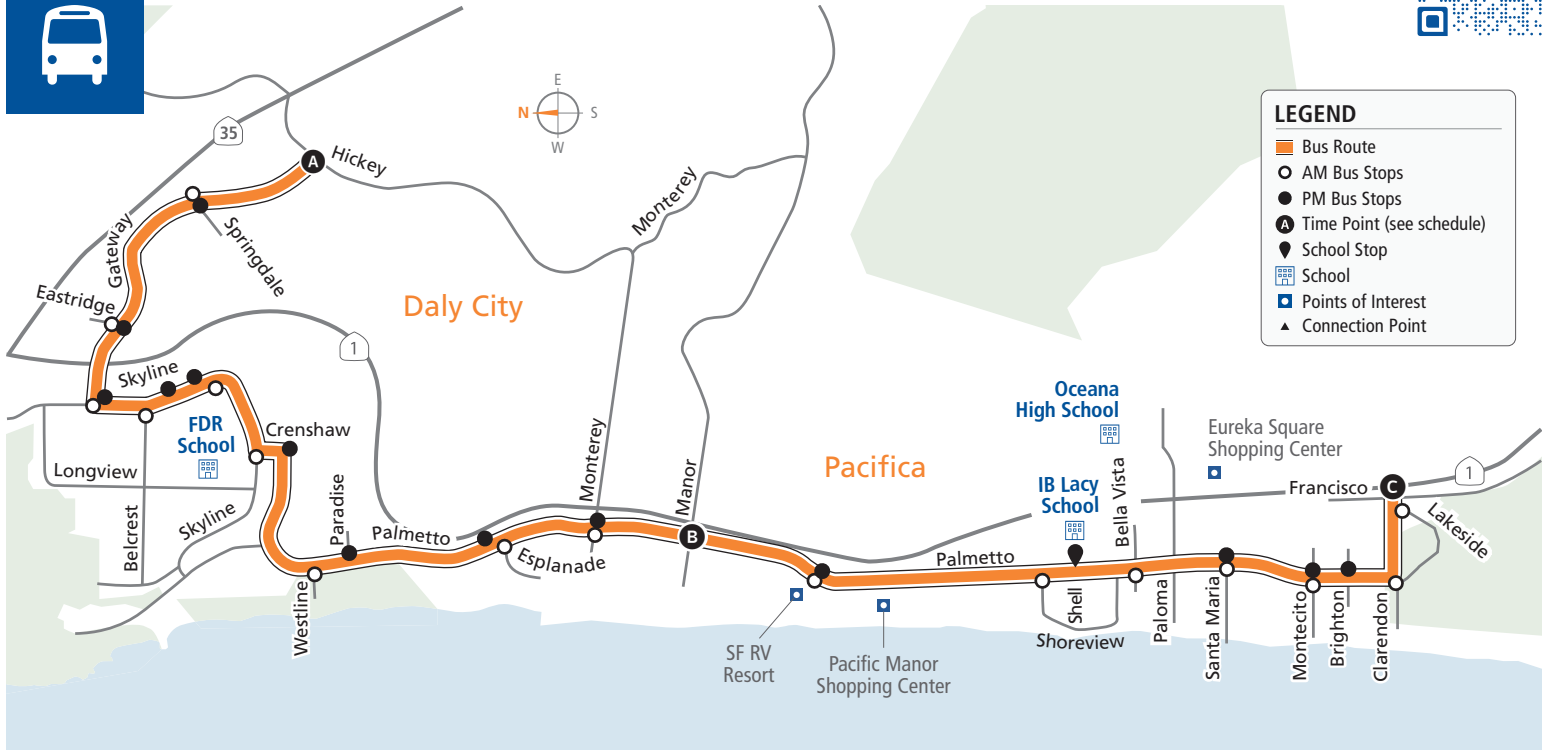 35
E
N
S
W
A
Hickey
Gateway
Springdale
Monterey
Eastridge
Daly City
1
LEGEND
Bus Route
AM Bus Stops
PM Bus Stops
A
Time Point (see schedule)
School Stop
School
Points of Interest
Connection Point
Skyline
FDR
School
Crenshaw
Longview
Belcrest
Skyline
Paradise
Palmetto
Westline
Esplanade
Monterey
Manor
B
Pacifica
Oceana
High School
IB Lacy
School
Bella Vista
Eureka Square
Shopping Center
Francisco
C
1
Lakeside
Palmetto
Shell
Shoreview
Paloma
Santa Maria
Montecito
Brighton
Clarendon
SF RV
Resort
Pacific Manor
Shopping Center